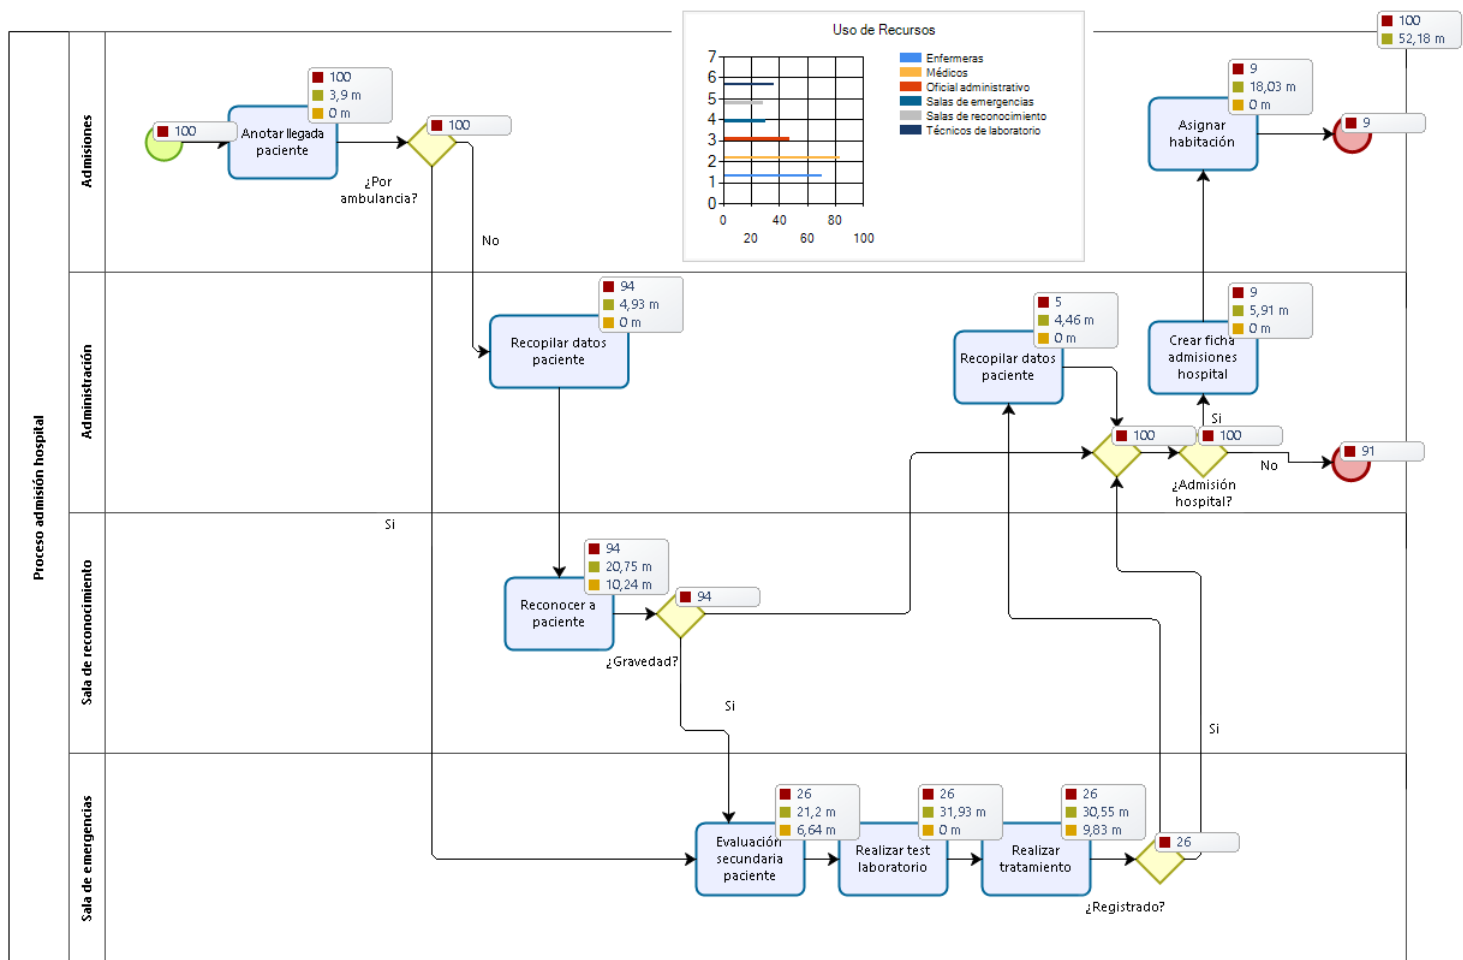 Proceso admisión hospital
100
52,18 m
Uso de Recursos
7
6
5
4
3
2
1
0
0
20
40
60
80
100
Enfermeras
Médicos
Oficial administrativo
Salas de emergencias
Salas de reconocimiento
Técnicos de laboratorio
Admisiones
100
Anotar llegada
paciente
100
3,9 m
0 m
100
¿Por
ambulancia?
No
Si
Asignar
habitación
9
18,03 m
0 m
9
Administración
Recopilar datos
paciente
94
4,93 m
0 m
Recopilar datos
paciente
5
4,46 m
0 m
Crear ficha
admisiones
hospital
9
5,91 m
0 m
Si
100
100
¿Admisión
hospital?
No
91
Sala de reconocimiento
Reconocer a
paciente
94
20,75 m
10,24 m
94
¿Gravedad?
Si
Si
Sala de emergencias
Evaluación
secundaria
paciente
26
21,2 m
6,64 m
Realizar test
laboratorio
26
31,93 m
0 m
Realizar
tratamiento
26
30,55 m
9,83 m
26
¿Registrado?